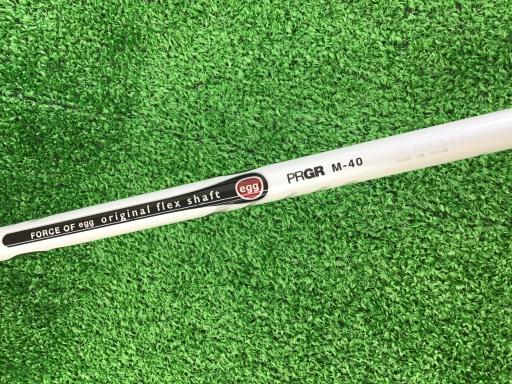 FORCE OF egg original flex shaft
egg
PRGR M-40